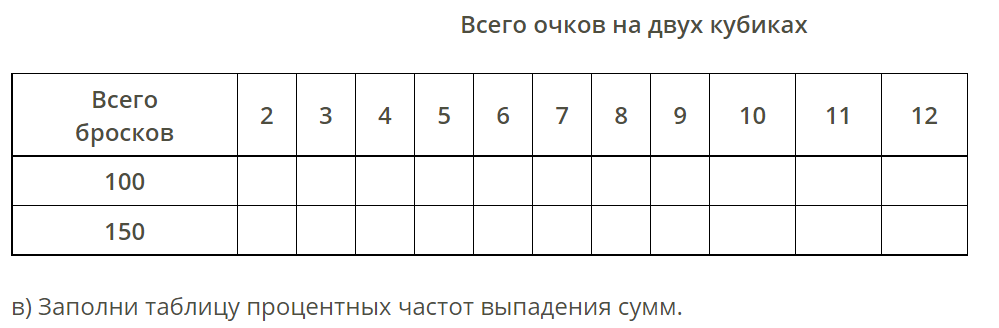 Всего очков на двух кубиках
Всего бросков 2 3 4 5 6 7 8 9 10 11 12
100
150
в) Заполни таблицу процентных частот выпадения сумм.